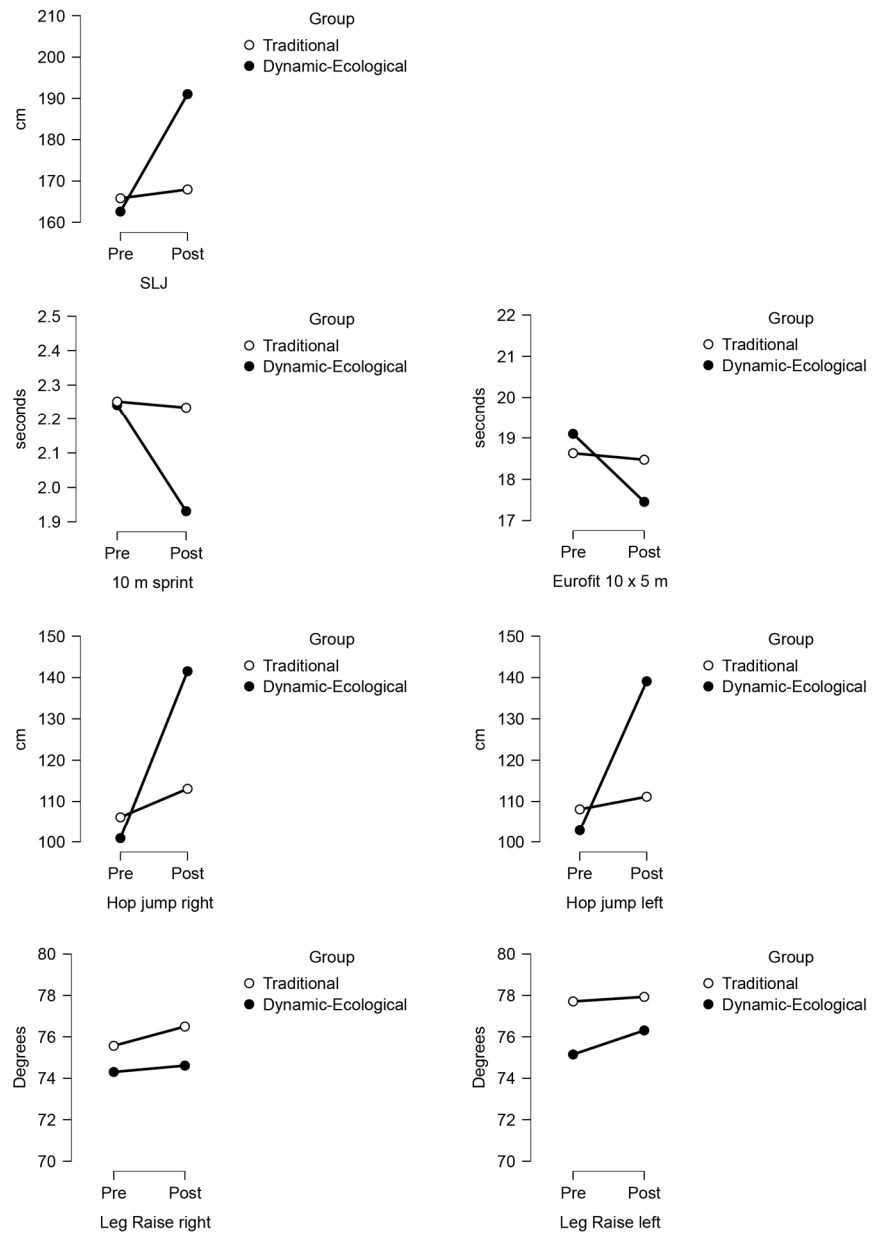 Group
Traditional
Dynamic-Ecological
210
200
190
180
170
160
cm
Pre Post
SLJ
Group
Traditional
Dynamic-Ecological
2.5
2.4
2.3
2.2
2.1
2.0
1.9
seconds
Pre Post
10 m sprint
Group
Traditional
Dynamic-Ecological
22
21
20
19
18
17
seconds
Pre Post
Eurofit 10 x 5 m
Group
Traditional
Dynamic-Ecological
150
140
130
120
110
100
cm
Pre Post
Hop jump right
Group
Traditional
Dynamic-Ecological
150
140
130
120
110
100
cm
Pre Post
Hop jump left
Group
Traditional
Dynamic-Ecological
80
78
76
74
72
70
Degrees
Pre Post
Leg Raise right
Group
Traditional
Dynamic-Ecological
80
78
76
74
72
70
Degrees
Pre Post
Leg Raise left